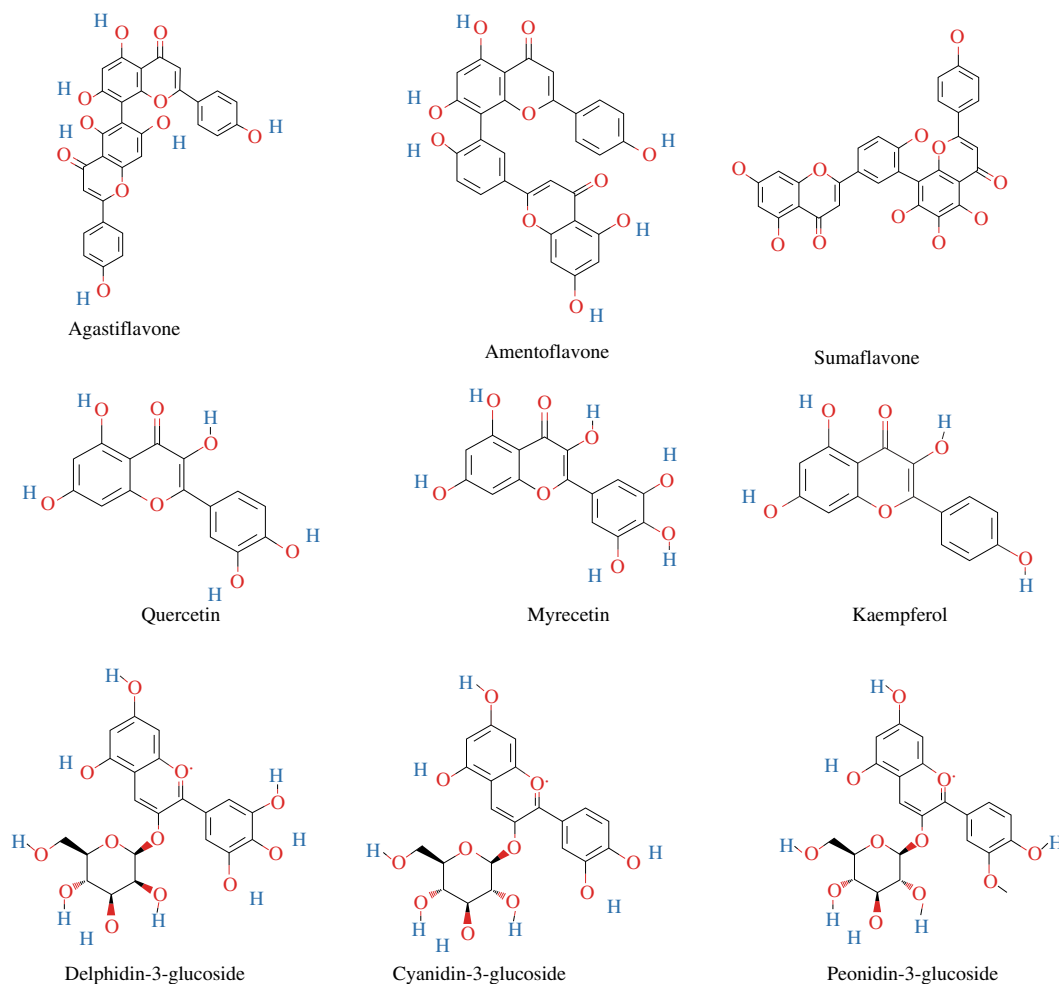 Agastiflavone
Amentoflavone
Sumaflavone
Quercetin
Myrecetin
Kaempferol
Delphidin-3-glucoside
Cyanidin-3-glucoside
Peonidin-3-glucoside